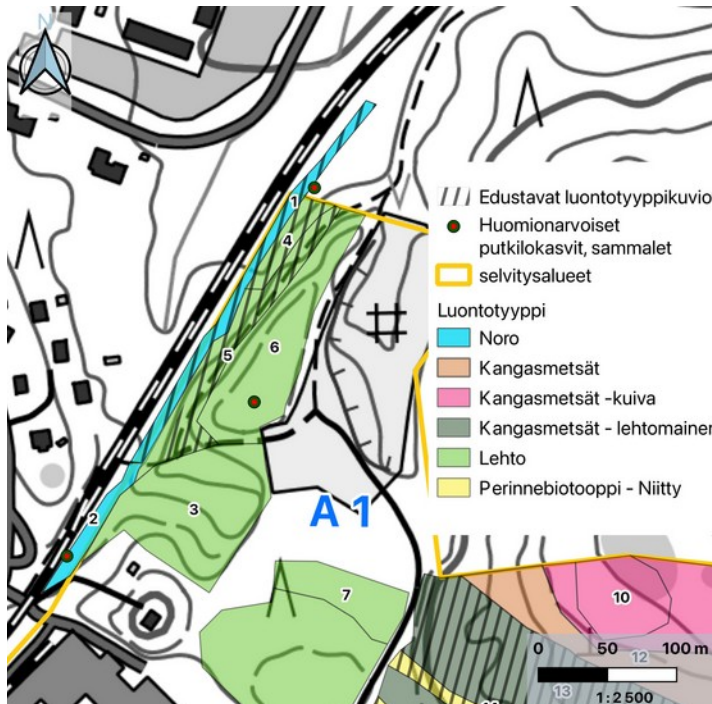 N
Edustavat luontotyyppikuvio
Huomionarvoiset
putkilokasvit, sammalet
selvitysalueet
Luontotyyppi
Noro
Kangasmetsät
Kangasmetsät -kuiva
Kangasmetsät - lehtomainen
Lehto
Perinnebiotooppi - Niitty
1
4
5
6
2
3
A 1
7
10
0 50 100 m
12
13
1:2 500